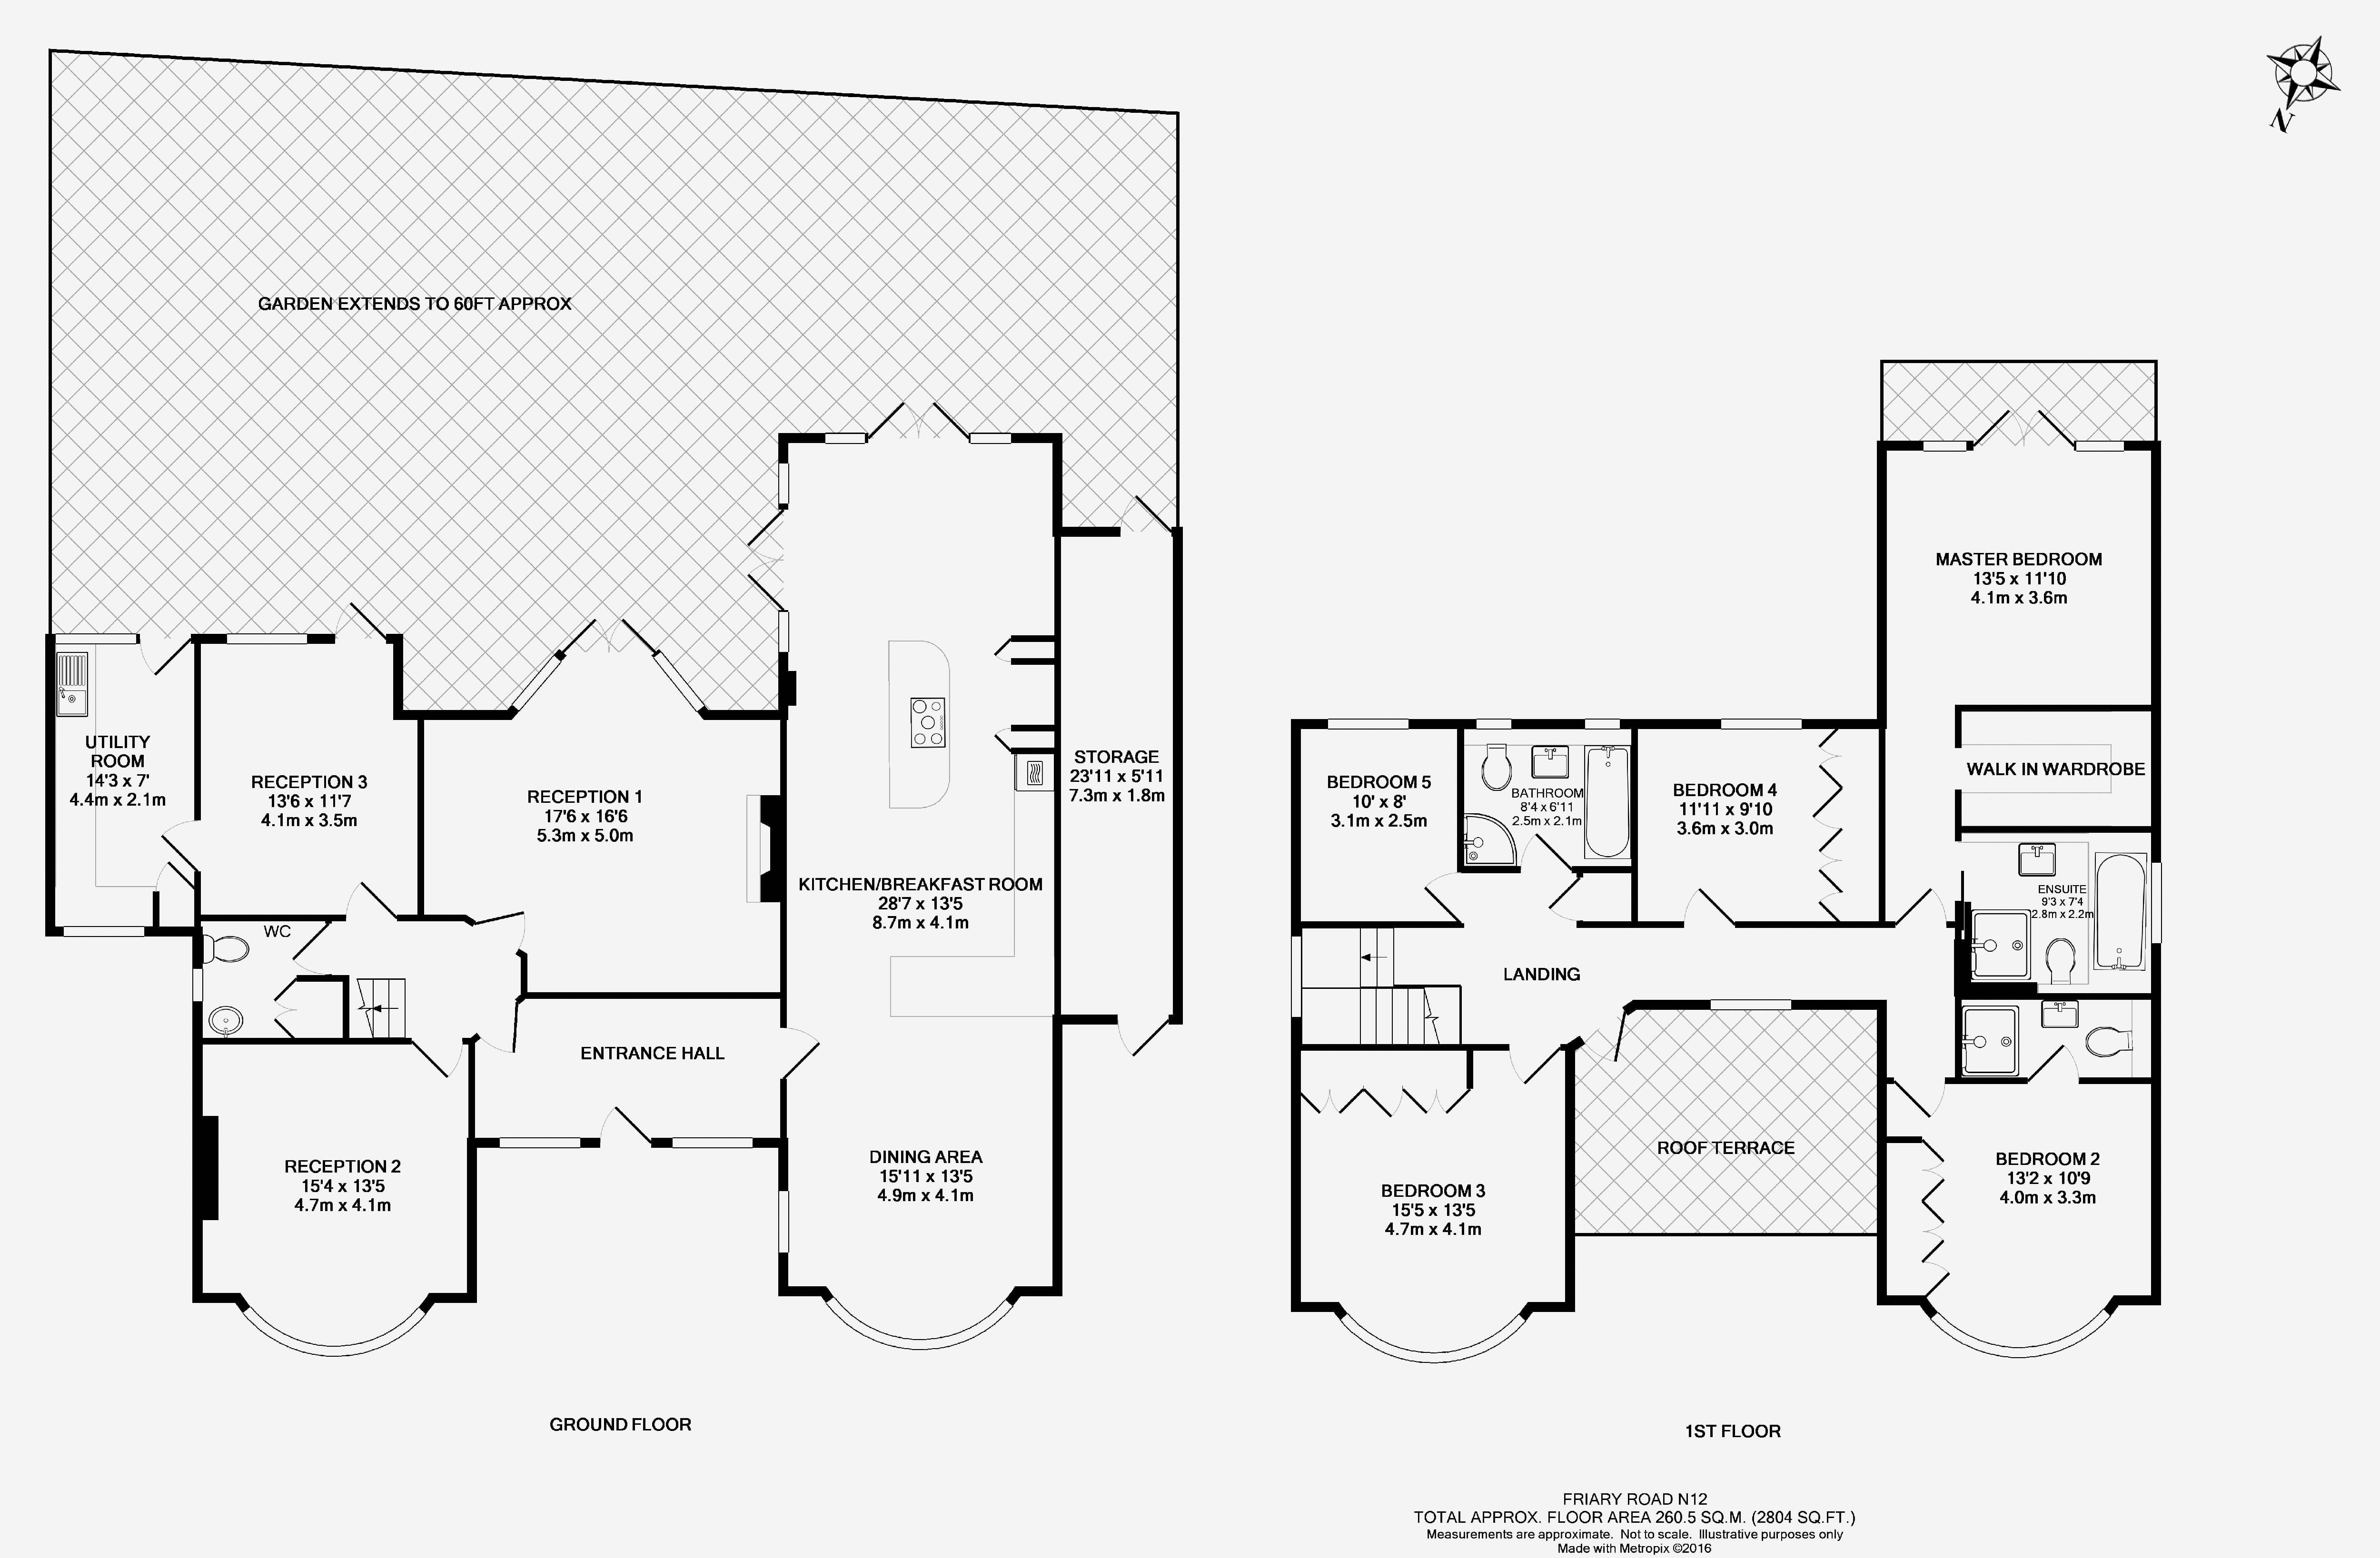 N
GARDEN EXTENDS TO 60FT APPROX
UTILITY
ROOM
14'3 x 7'
4.4m x 2.1m
RECEPTION 3
13'6 x 11'7
4.1m x 3.5m
RECEPTION 1
17'6 x 16'6
5.3m x 5.0m
STORAGE
23'11 x 5'11
7.3m x 1.8m
KITCHEN/BREAKFAST ROOM
28'7 x 13'5
8.7m x 4.1m
WC
ENTRANCE HALL
RECEPTION 2
15'4 x 13'5
4.7m x 4.1m
DINING AREA
15'11 x 13'5
4.9m x 4.1m
GROUND FLOOR
MASTER BEDROOM
13'5 x 11'10
4.1m x 3.6m
WALK IN WARDROBE
BEDROOM 5
10' x 8'
3.1m x 2.5m
BATHROOM
8'4 x 6'11
2.5m x 2.1m
BEDROOM 4
11'11 x 9'10
3.6m x 3.0m
ENSUITE
9'3 x 7'4
2.8m x 2.2m
LANDING
ROOF TERRACE
BEDROOM 3
15'5 x 13'5
4.7m x 4.1m
BEDROOM 2
13'2 x 10'9
4.0m x 3.3m
1ST FLOOR
FRIARY ROAD N12
TOTAL APPROX. FLOOR AREA 260.5 SQ.M. (2804 SQ.FT.)
Measurements are approximate. Not to scale. Illustrative purposes only
Made with Metropix ©2016